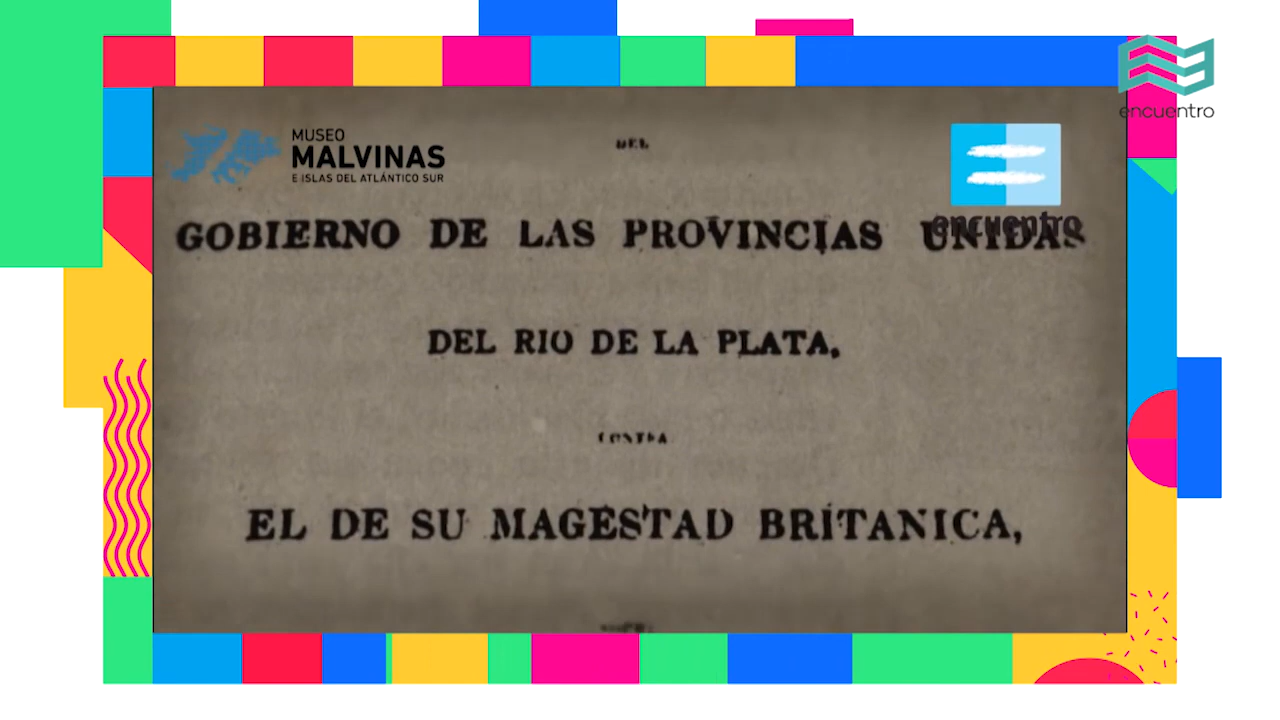 encuentro
MUSEO
MALVINAS
E ISLAS DEL ATLÁNTICO SUR
encuentro
DEL
GOBIERNO DE LAS PROVINCIAS UNIDAS
DEL RIO DE LA PLATA,
CONTRA
EL DE SU MAGESTAD BRITANICA,